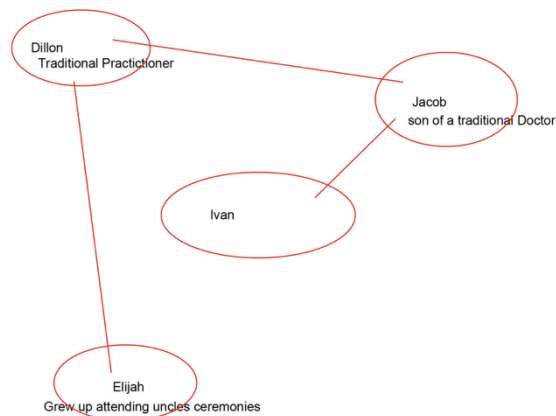 Dillon
Traditional Practictioner
Jacob
son of a traditional Doctor
Ivan
Elijah
Grew up attending uncles ceremonies